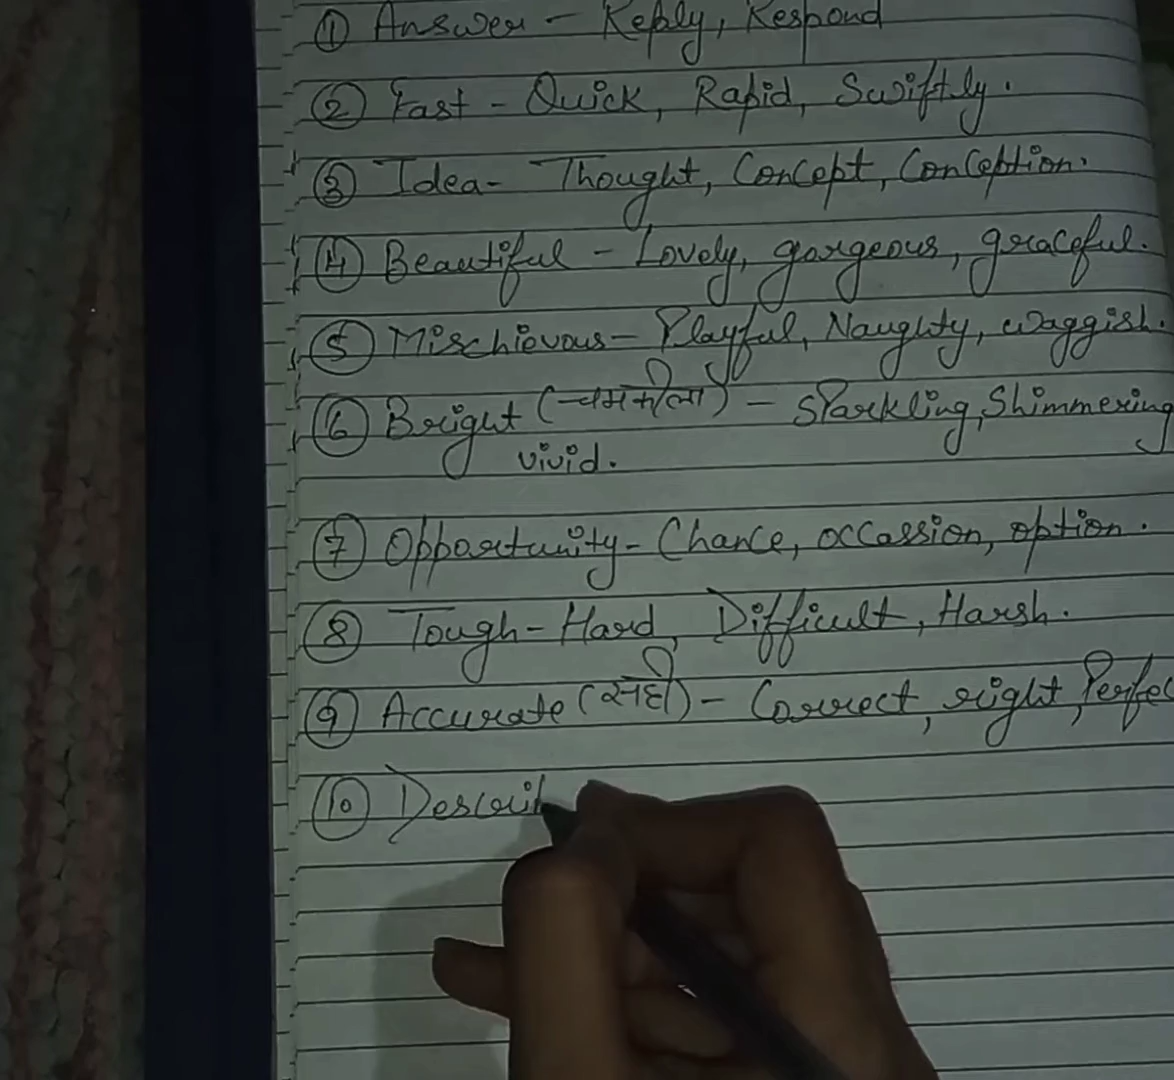 ① Answer - Reply, Respond
② Fast - Quick, Rapid, Swiftly.
③ Idea - Thought, Concept, Conception.
④ Beautiful - Lovely, gorgeous, graceful.
⑤ Mischievous - Playful, Naughty, waggish.
⑥ Bright (चमकीला) - Sparkling, Shimmering
vivid.
⑦ Opportunity - Chance, occassion, option.
⑧ Tough - Hard, Difficult, Harsh.
⑨ Accurate (सही) - Correct, right, Perfec
⑩ Describ